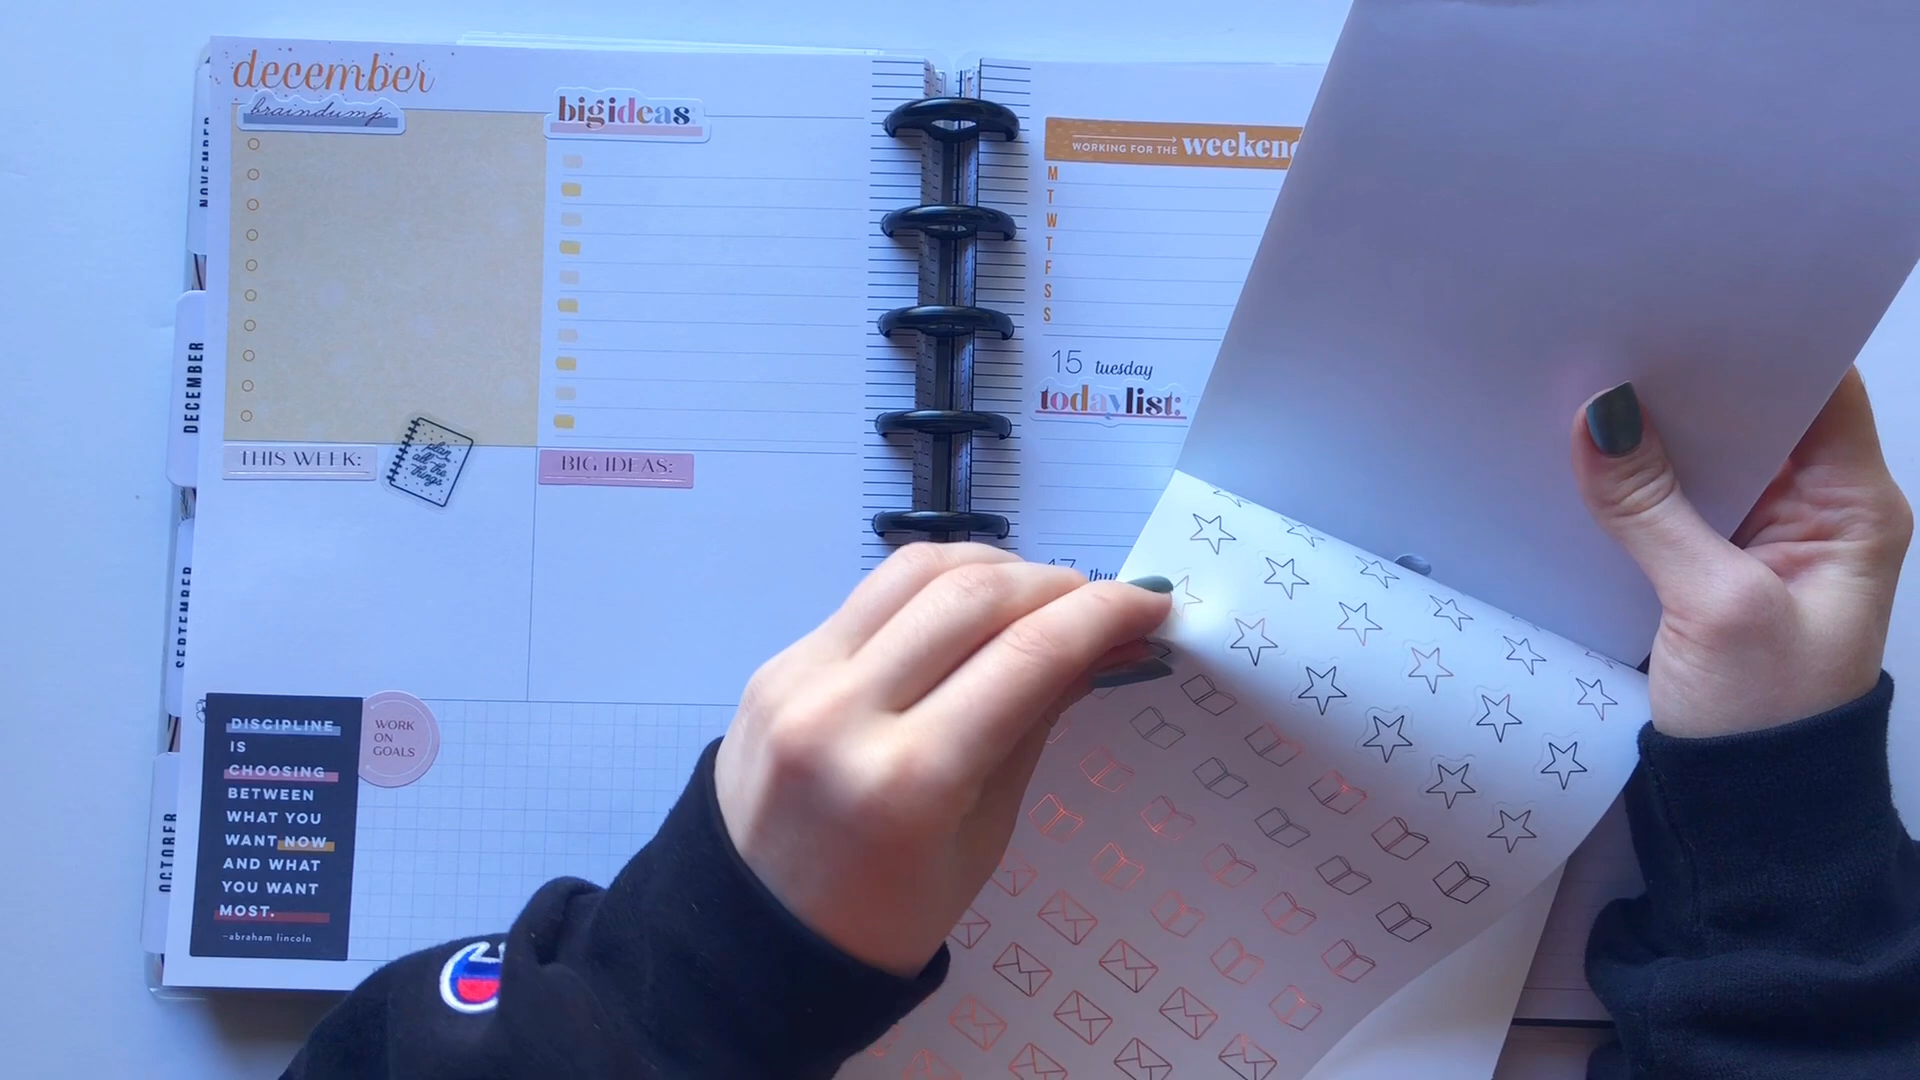 december
braindump
bigideas:
THIS WEEK:
plan
all the
things
BIG IDEAS:
DISCIPLINE
IS
CHOOSING
BETWEEN
WHAT YOU
WANT NOW
AND WHAT
YOU WANT
MOST.
—abraham lincoln
WORK
ON
GOALS
NOVEMBER
DECEMBER
SEPTEMBER
OCTOBER
WORKING FOR THE weekend
M
T
W
T
F
S
S
15 tuesday
todaylist:
17 thu